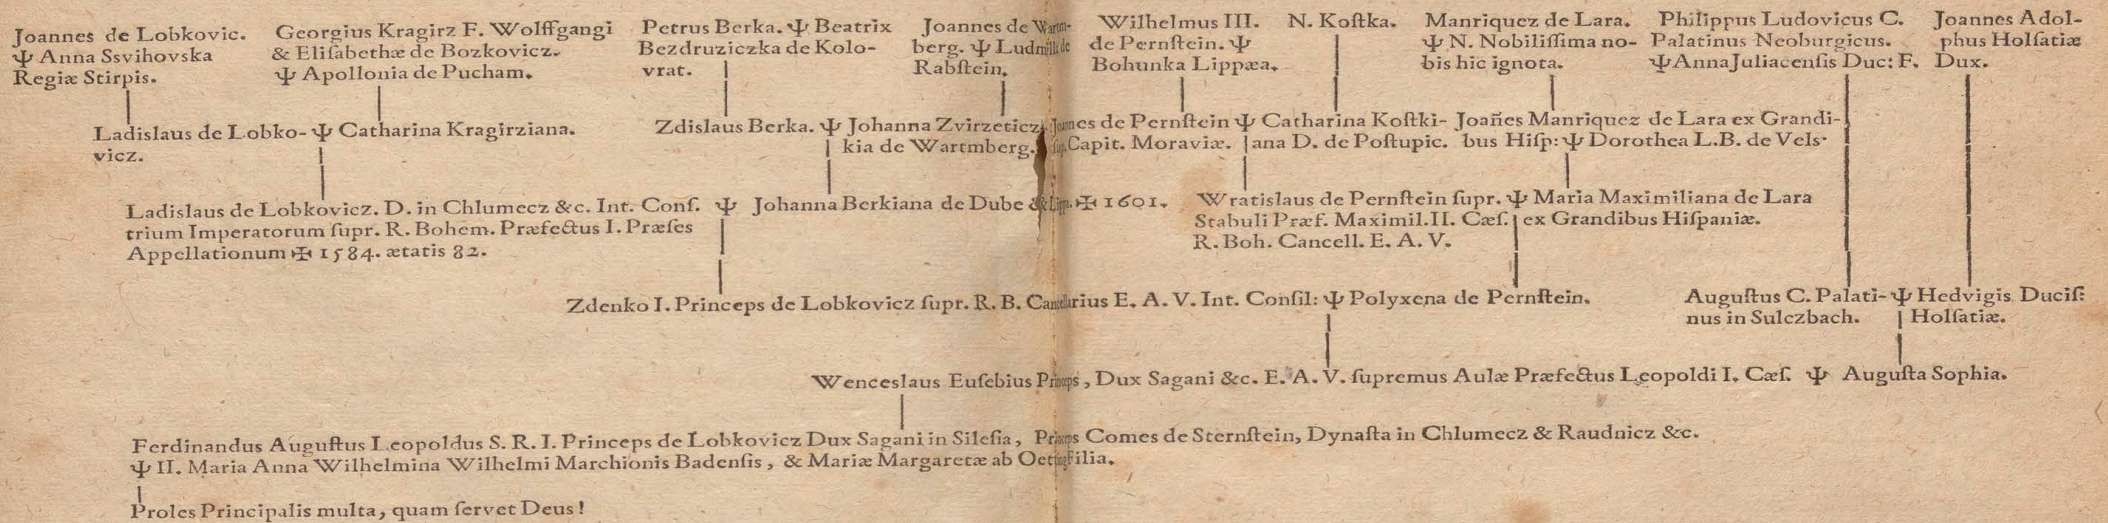 Joannes de Lobkovic.
Ψ Anna Ssvihovska
Regiæ Stirpis.
Georgius Kragirz F. Wolffgangi
& Elisabethæ de Bozkovicz.
Ψ Apollonia de Pucham.
Petrus Berka. Ψ Beatrix
Bezdruziczka de Kolo-
vrat.
Joannes de Wartm-
berg. Ψ Ludmilla de
Rabſtein.
Wilhelmus III.
de Pernſtein. Ψ
Bohunka Lippæa.
N. Koſtka.
Manriquez de Lara.
Ψ N. Nobiliſſima no-
bis hic ignota.
Philippus Ludovicus C.
Palatinus Neoburgicus.
Ψ Anna Juliacenſis Duc: F.
Joannes Adol-
phus Holſatiæ
Dux.
Ladislaus de Lobko- Ψ Catharina Kragirziana.
vicz.
Zdislaus Berka. Ψ Johanna Zvirzeticz-
kia de Wartmberg.
Joannes de Pernſtein Ψ Catharina Koſtki-
ſup. Capit. Moraviæ. ana D. de Poſtupic.
Joañes Manriquez de Lara ex Grandi-
bus Hiſp: Ψ Dorothea L.B. de Vels-
Ladislaus de Lobkovicz. D. in Chlumecz &c. Int. Conſ. Ψ Johanna Berkiana de Dube & Lippa. ✠ 1601.
trium Imperatorum ſupr. R. Bohem. Præfectus I. Præſes
Appellationum ✠ 1584. ætatis 82.
Wratislaus de Pernſtein ſupr. Ψ Maria Maximiliana de Lara
Stabuli Præf. Maximil. II. Cæſ. ex Grandibus Hiſpaniæ.
R. Boh. Cancell. E. A. V.
Zdenko I. Princeps de Lobkovicz ſupr. R. B. Cancellarius E. A. V. Int. Conſil: Ψ Polyxena de Pernſtein.
Auguſtus C. Palati- Ψ Hedvigis Duciſ:
nus in Sulczbach. Holſatiæ.
Wenceslaus Euſebius Princeps, Dux Sagani &c. E. A. V. ſupremus Aulæ Præfectus Leopoldi I. Cæſ. Ψ Auguſta Sophia.
Ferdinandus Auguſtus Leopoldus S. R. I. Princeps de Lobkovicz Dux Sagani in Sileſia, Princeps Comes de Sternſtein, Dynaſta in Chlumecz & Raudnicz &c.
Ψ II. Maria Anna Wilhelmina Wilhelmi Marchionis Badenſis, & Mariæ Margaretæ ab Oetting Filia.
Proles Principalis multa, quam ſervet Deus!